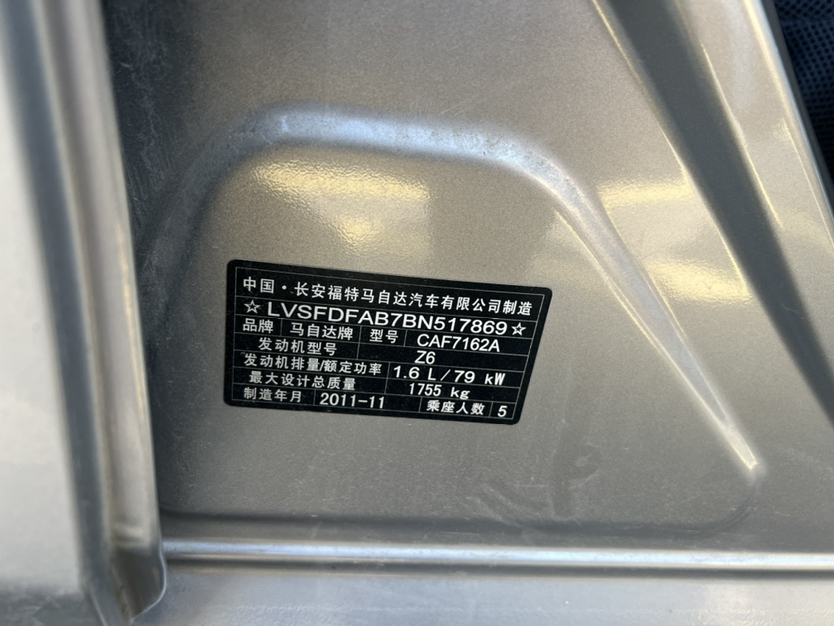 中国·长安福特马自达汽车有限公司制造
☆LVSFDFAB7BN517869☆
品牌 马自达牌 型号 CAF7162A
发动机型号 Z6
发动机排量/额定功率 1.6 L/79 kW
最大设计总质量 1755 kg
制造年月 2011-11 乘座人数 5